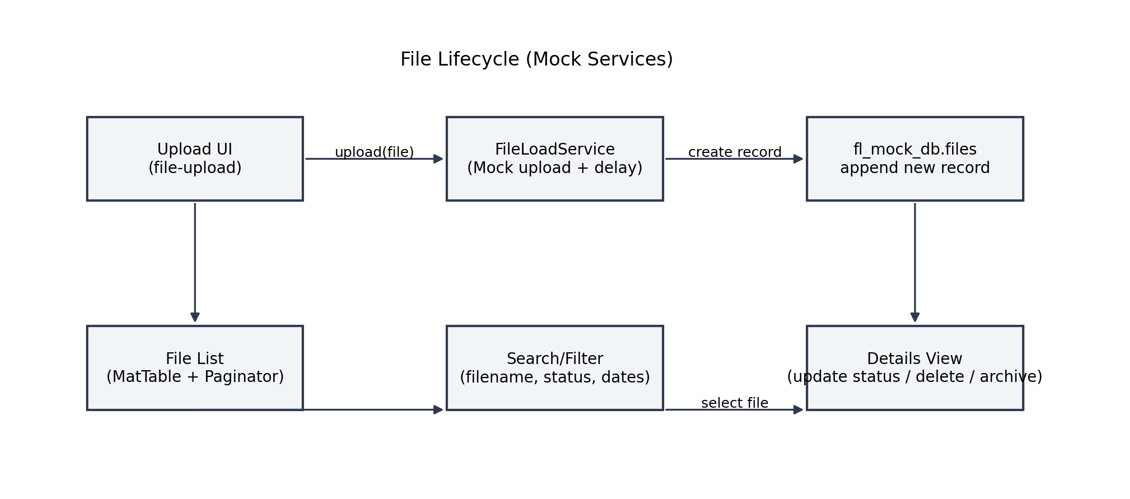 File Lifecycle (Mock Services)
Upload UI
(file-upload)
upload(file)
FileLoadService
(Mock upload + delay)
create record
fl_mock_db.files
append new record
File List
(MatTable + Paginator)
Search/Filter
(filename, status, dates)
select file
Details View
(update status / delete / archive)